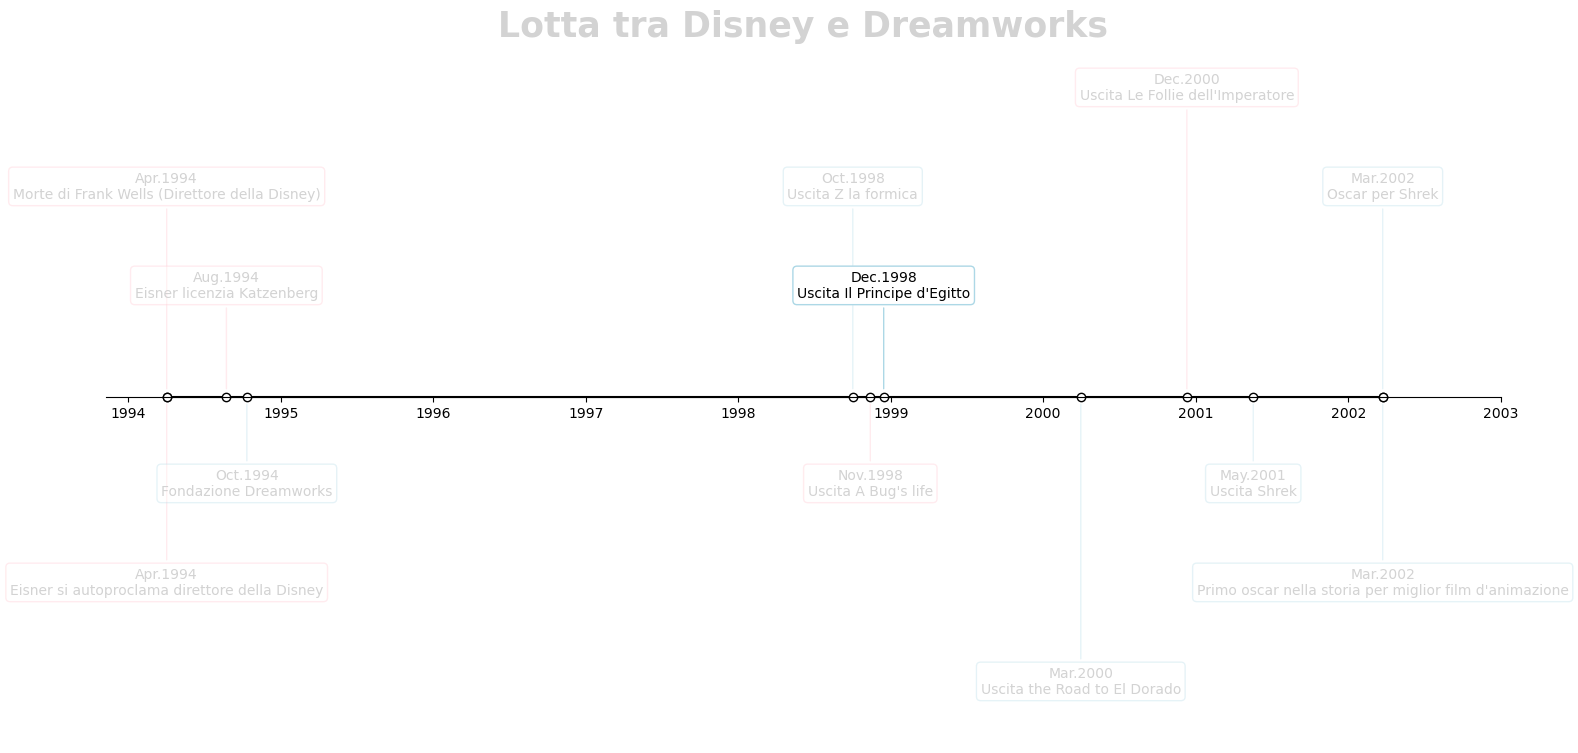 Lotta tra Disney e Dreamworks
Dec.2000
Uscita Le Follie dell'Imperatore
Apr.1994
Morte di Frank Wells (Direttore della Disney)
Oct.1998
Uscita Z la formica
Mar.2002
Oscar per Shrek
Aug.1994
Eisner licenzia Katzenberg
Dec.1998
Uscita Il Principe d'Egitto
1994 1995 1996 1997 1998 1999 2000 2001 2002 2003
Oct.1994
Fondazione Dreamworks
Nov.1998
Uscita A Bug's life
May.2001
Uscita Shrek
Apr.1994
Eisner si autoproclama direttore della Disney
Mar.2002
Primo oscar nella storia per miglior film d'animazione
Mar.2000
Uscita the Road to El Dorado